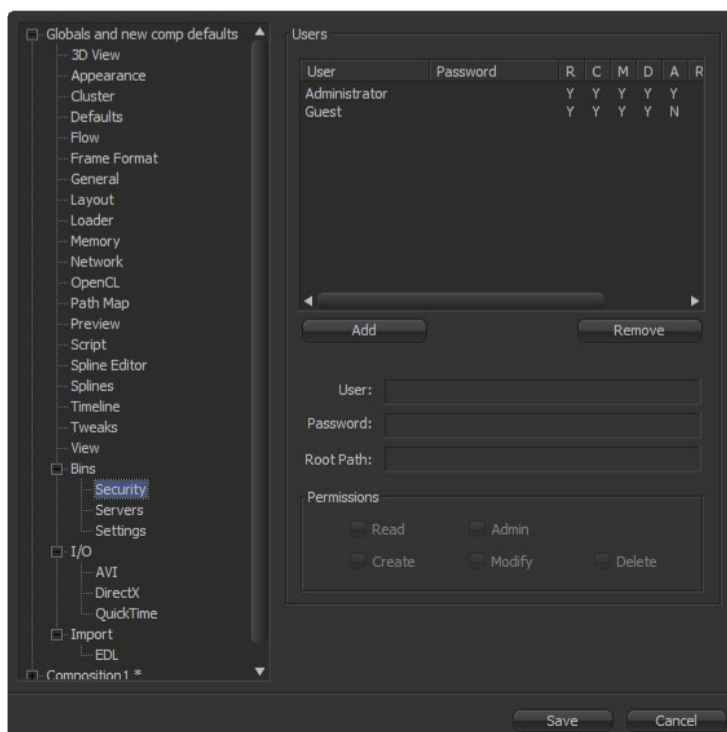 Globals and new comp defaults
3D View
Appearance
Cluster
Defaults
Flow
Frame Format
General
Layout
Loader
Memory
Network
OpenCL
Path Map
Preview
Script
Spline Editor
Splines
Timeline
Tweaks
View
Bins
Security
Servers
Settings
I/O
AVI
DirectX
QuickTime
Import
EDL
Composition1 *
Users
User Password R C M D A R
Administrator Y Y Y Y Y
Guest Y Y Y Y N
Add Remove
User:
Password:
Root Path:
Permissions
Read Admin
Create Modify Delete
Save Cancel